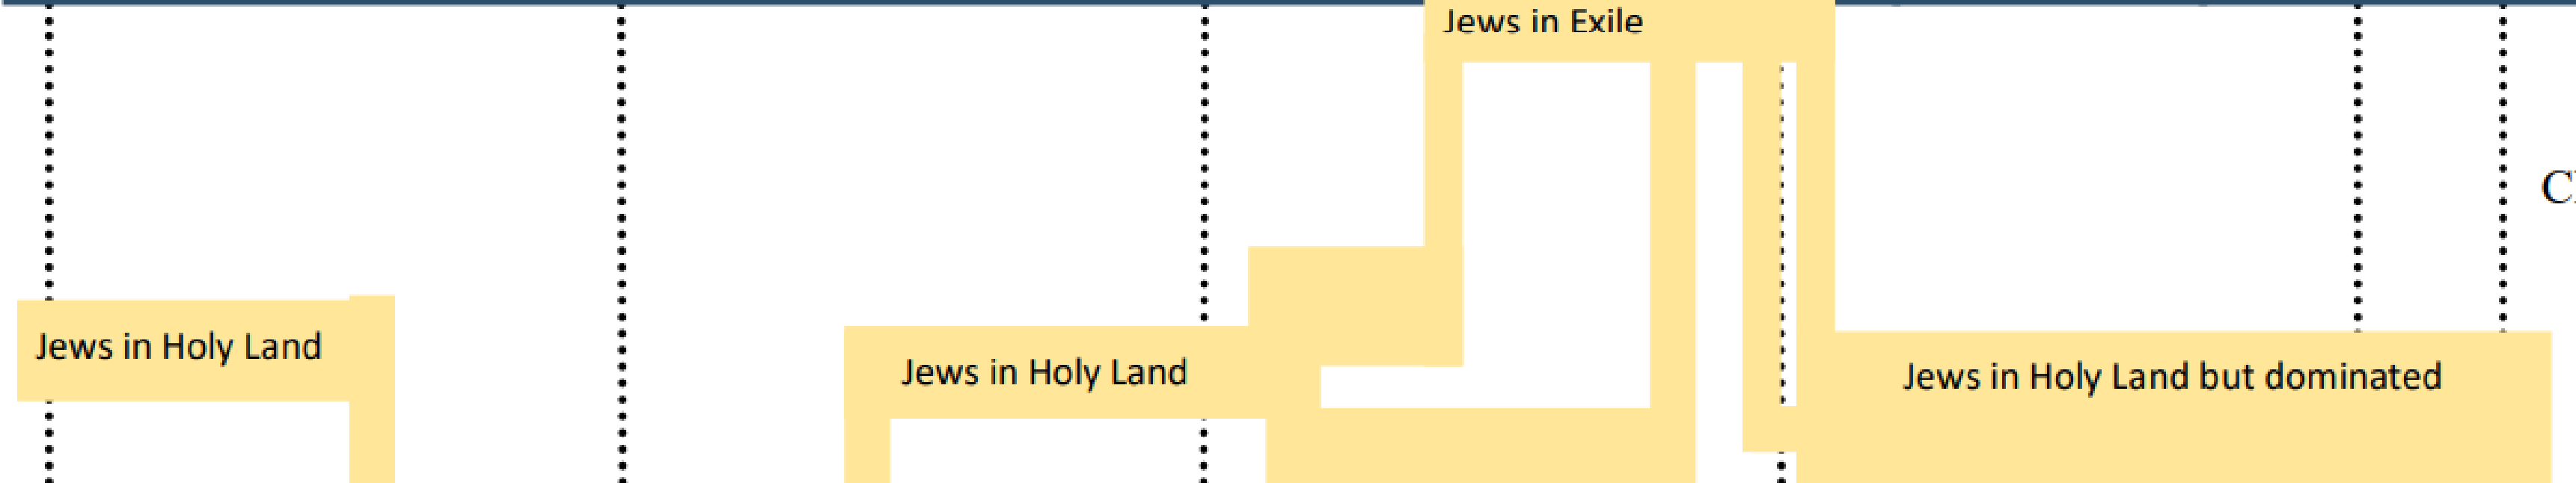 Jews in Exile
Jews in Holy Land
Jews in Holy Land
Jews in Holy Land but dominated